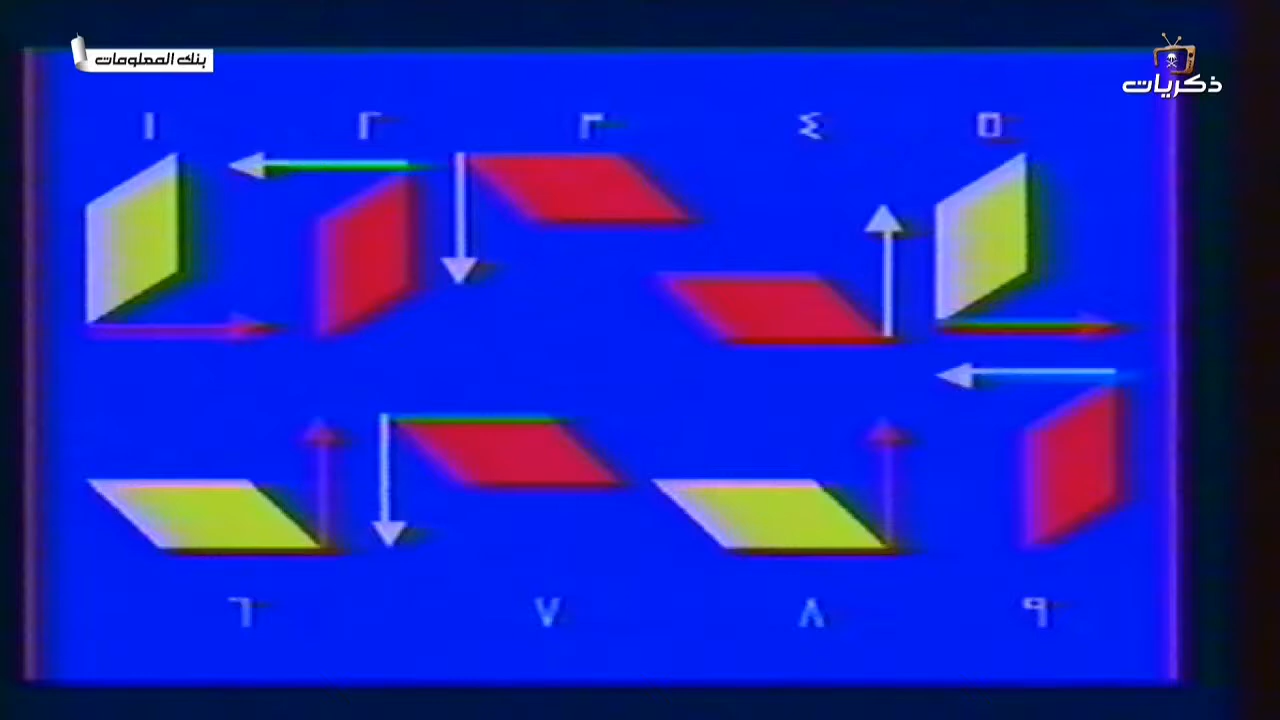 بنك المعلومات
ذكريات
١ ٢ ٣ ٤ ٥
٦ ٧ ٨ ٩